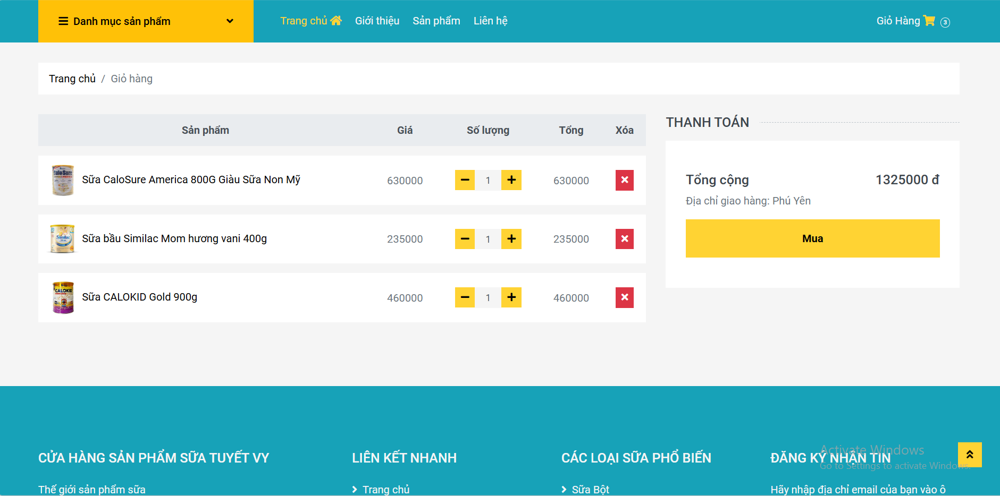 Danh mục sản phẩm
Trang chủ Giới thiệu Sản phẩm Liên hệ
Giỏ Hàng 3
Trang chủ / Giỏ hàng
Sản phẩm Giá Số lượng Tổng Xóa
Sữa CaloSure America 800G Giàu Sữa Non Mỹ 630000 1 630000
Sữa bầu Similac Mom hương vani 400g 235000 1 235000
Sữa CALOKID Gold 900g 460000 1 460000
THANH TOÁN
Tổng cộng 1325000 đ
Địa chỉ giao hàng: Phú Yên
Mua
CỬA HÀNG SẢN PHẨM SỮA TUYẾT VY
Thế giới sản phẩm sữa
LIÊN KẾT NHANH
Trang chủ
CÁC LOẠI SỮA PHỔ BIẾN
Sữa Bột
ĐĂNG KÝ NHẬN TIN
Hãy nhập địa chỉ email của bạn vào ô
Activate Windows
Go to Settings to activate Windows.